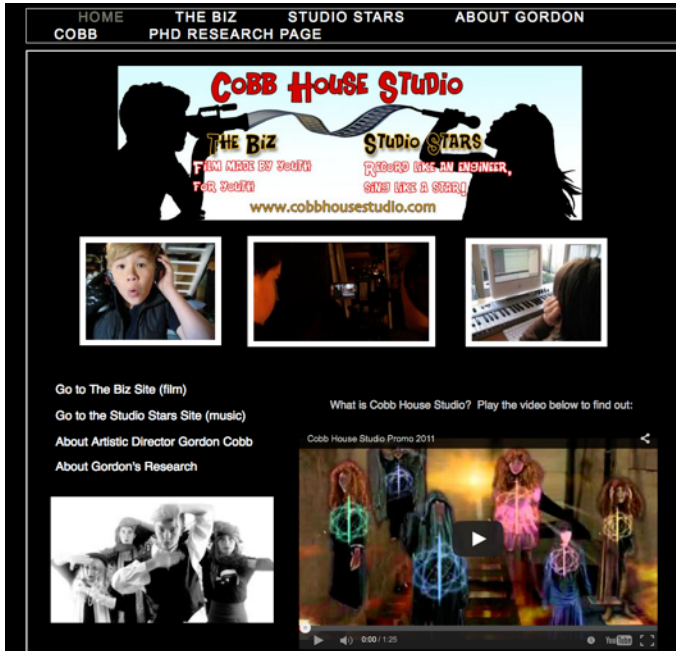 HOME THE BIZ STUDIO STARS ABOUT GORDON
COBB PHD RESEARCH PAGE
COBB HOUSE STUDIO
THE BIZ
FILM MADE BY YOUTH
FOR YOUTH
STUDIO STARS
RECORD LIKE AN ENGINEER,
SING LIKE A STAR!
www.cobbhousestudio.com
Go to The Biz Site (film)
Go to the Studio Stars Site (music)
About Artistic Director Gordon Cobb
About Gordon's Research
What is Cobb House Studio? Play the video below to find out:
Cobb House Studio Promo 2011
0:00 / 1:25
YouTube